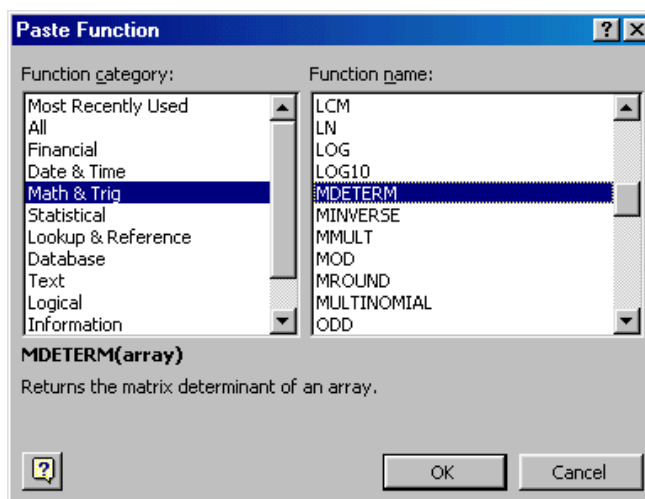 Paste Function
Function category:
Most Recently Used
All
Financial
Date & Time
Math & Trig
Statistical
Lookup & Reference
Database
Text
Logical
Information
Function name:
LCM
LN
LOG
LOG10
MDETERM
MINVERSE
MMULT
MOD
MROUND
MULTINOMIAL
ODD
MDETERM(array)
Returns the matrix determinant of an array.
OK
Cancel